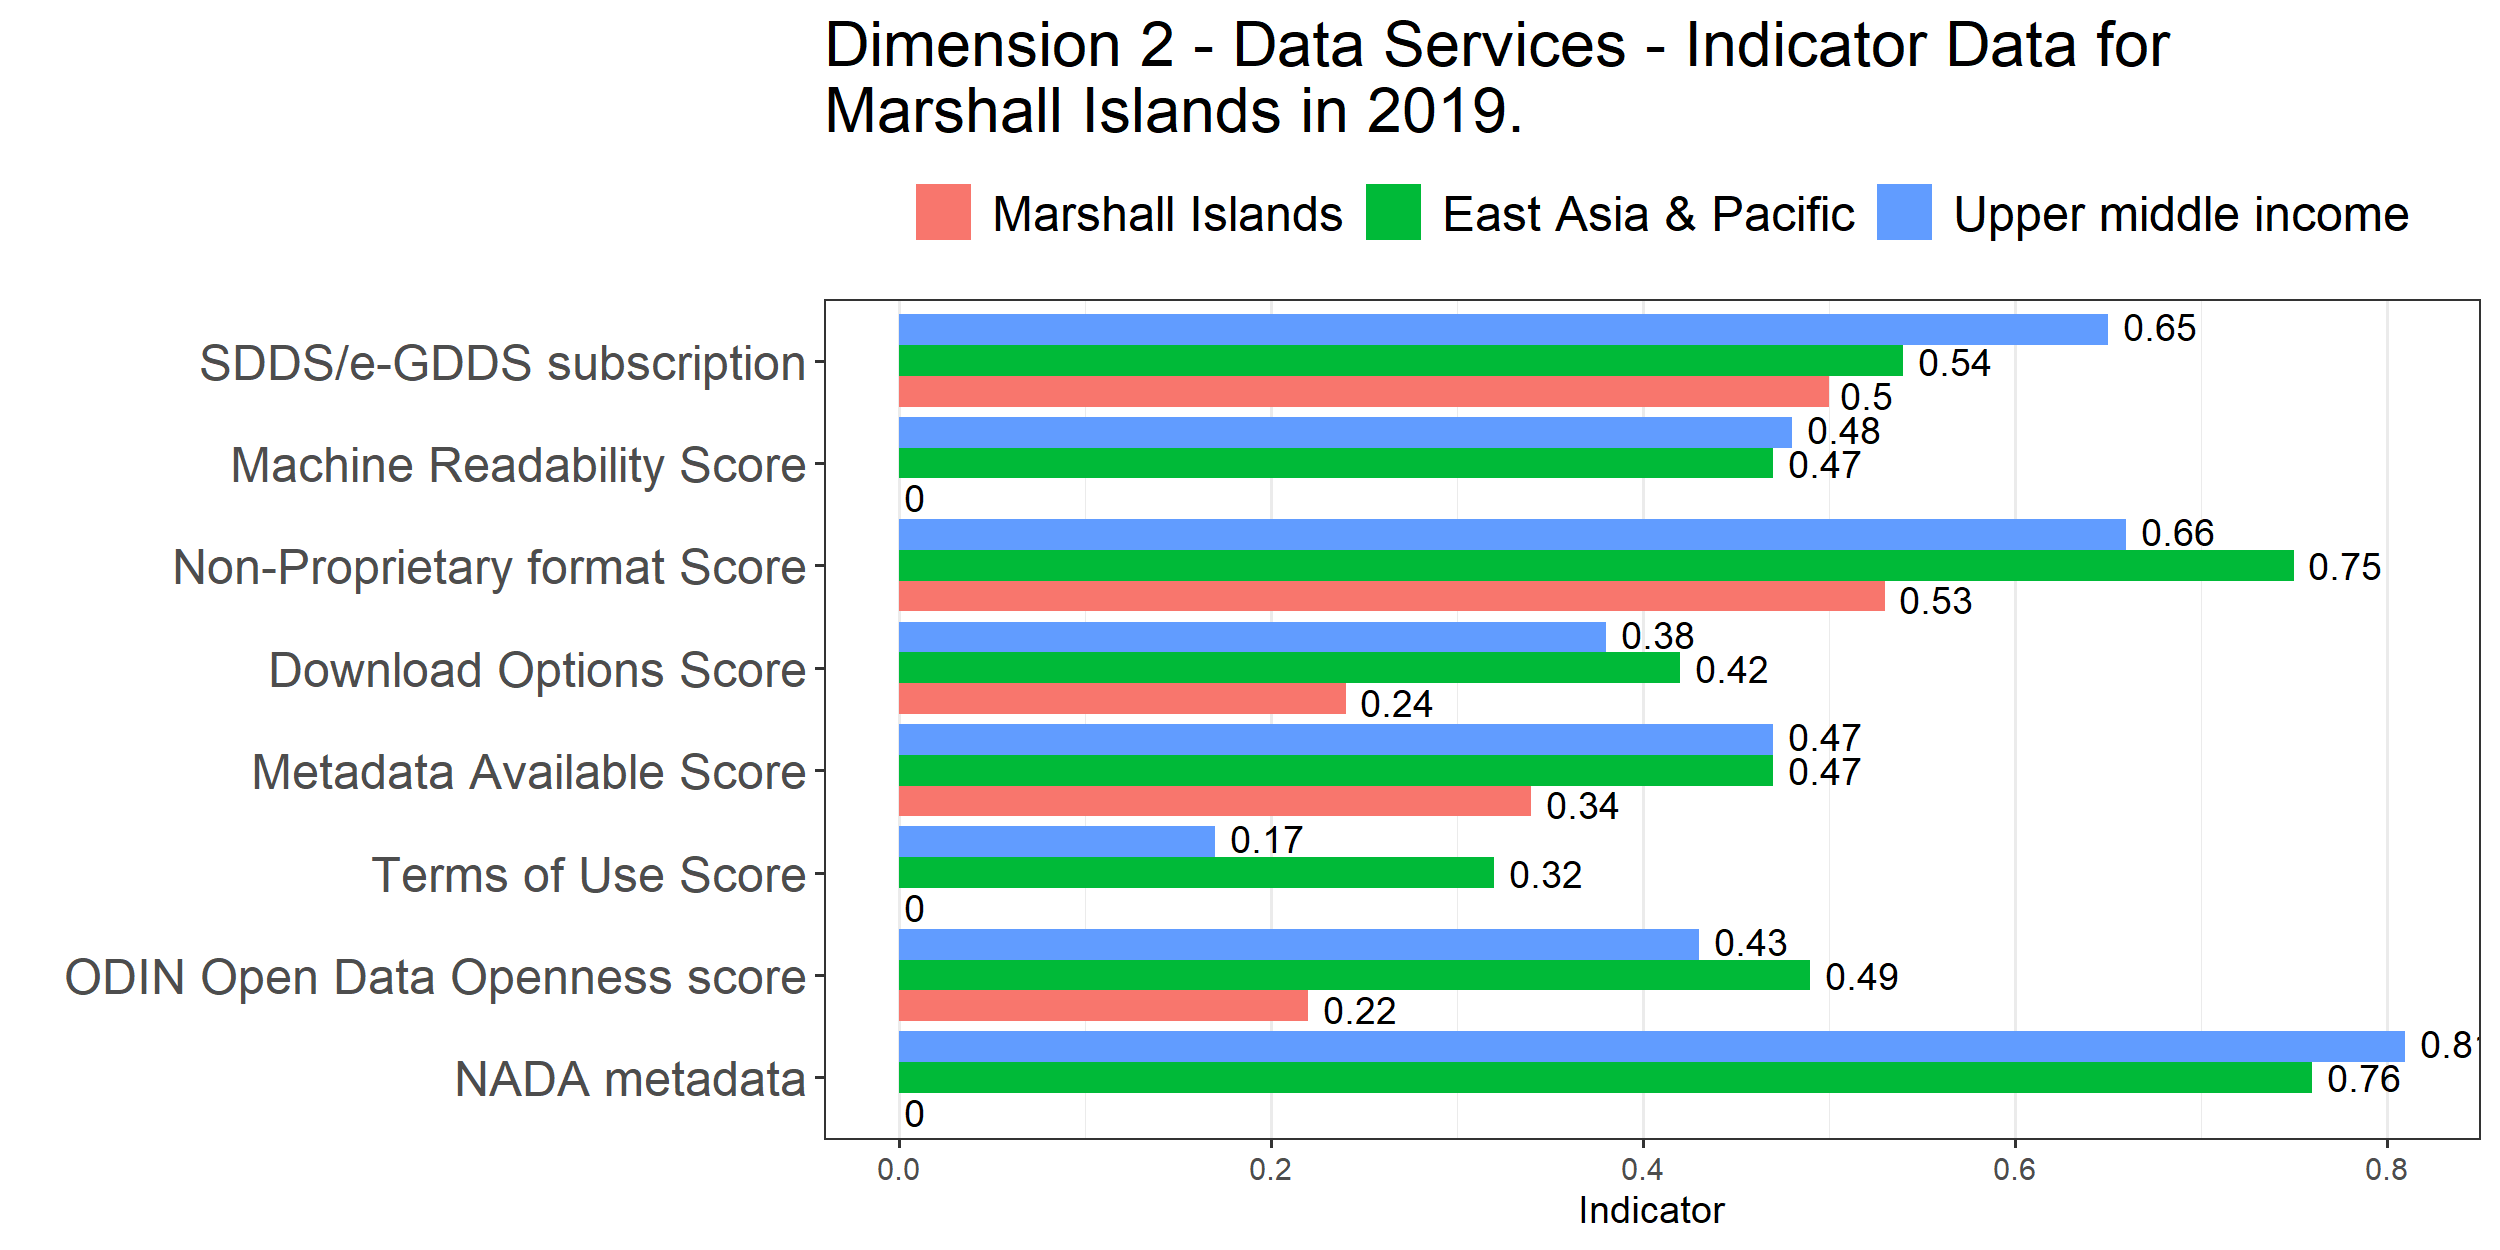 Dimension 2 - Data Services - Indicator Data for
Marshall Islands in 2019.
Marshall Islands East Asia & Pacific Upper middle income
SDDS/e-GDDS subscription
0.65
0.54
0.5
Machine Readability Score
0.48
0.47
0
Non-Proprietary format Score
0.66
0.75
0.53
Download Options Score
0.38
0.42
0.24
Metadata Available Score
0.47
0.47
0.34
Terms of Use Score
0.17
0.32
0
ODIN Open Data Openness score
0.43
0.49
0.22
NADA metadata
0.81
0.76
0
0.0 0.2 0.4 0.6 0.8
Indicator